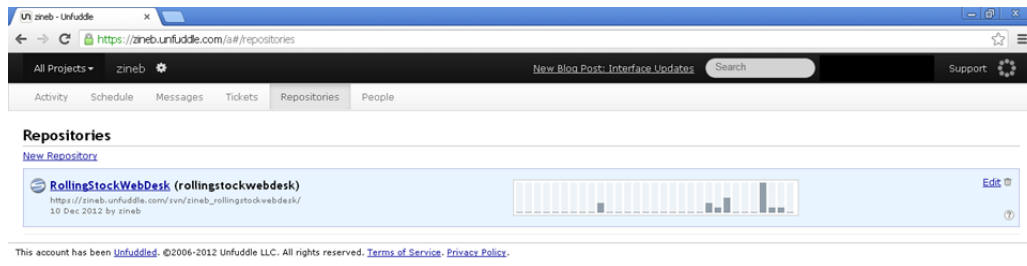 zineb - Unfuddle
https://zineb.unfuddle.com/a#/repositories
All Projects zineb New Blog Post: Interface Updates Search Support
Activity Schedule Messages Tickets Repositories People
Repositories
New Repository
RollingStockWebDesk (rollingstockwebdesk) Edit
https://zineb.unfuddle.com/svn/zineb_rollingstockwebdesk/
10 Dec 2012 by zineb
This account has been Unfuddled. ©2006-2012 Unfuddle LLC. All rights reserved. Terms of Service. Privacy Policy.